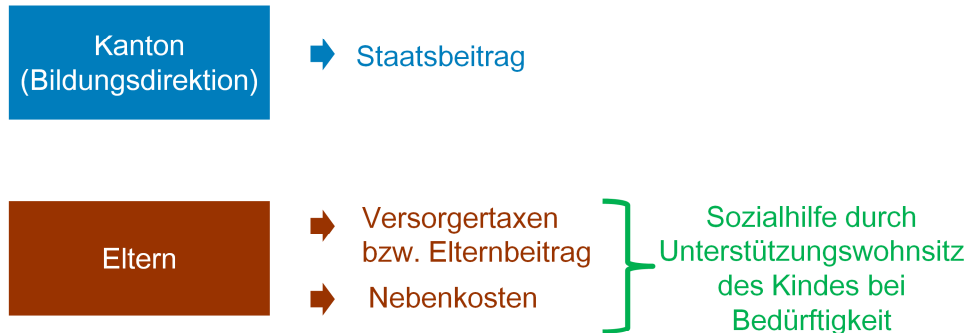 Kanton
(Bildungsdirektion)
Staatsbeitrag
Eltern
Versorgertaxen
bzw. Elternbeitrag
Nebenkosten
Sozialhilfe durch
Unterstützungswohnsitz
des Kindes bei
Bedürftigkeit